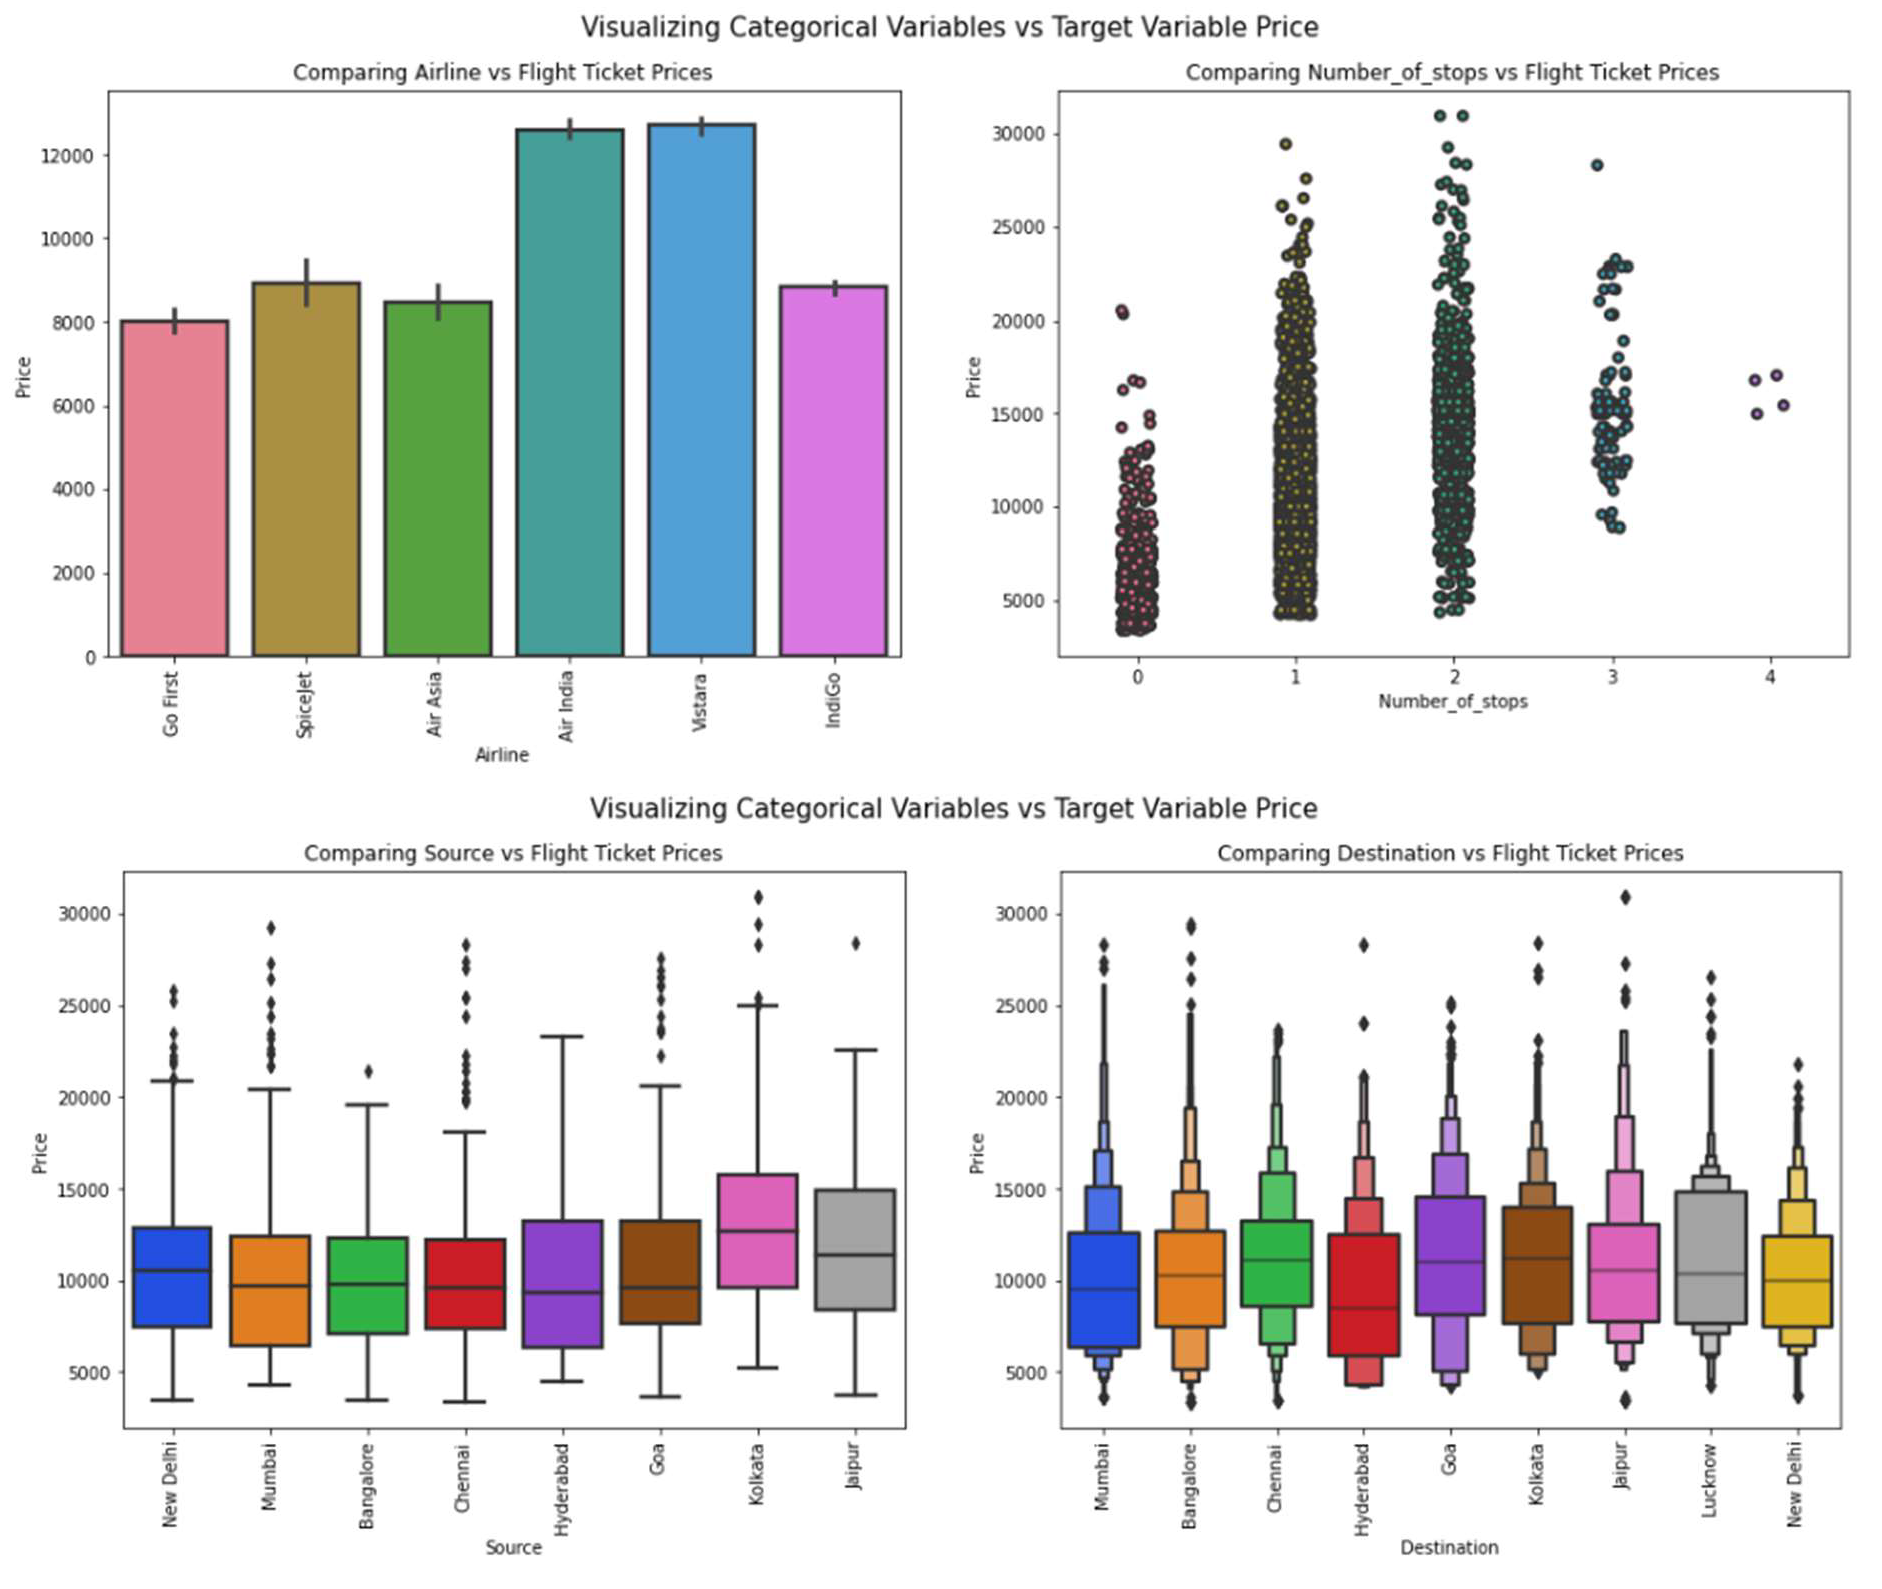 Visualizing Categorical Variables vs Target Variable Price
Comparing Airline vs Flight Ticket Prices
12000
10000
8000
6000
4000
2000
0
Price
Go First
SpiceJet
Air Asia
Air India
Vistara
IndiGo
Airline
Comparing Number_of_stops vs Flight Ticket Prices
30000
25000
20000
15000
10000
5000
Price
0 1 2 3 4
Number_of_stops
Visualizing Categorical Variables vs Target Variable Price
Comparing Source vs Flight Ticket Prices
30000
25000
20000
15000
10000
5000
Price
New Delhi
Mumbai
Bangalore
Chennai
Hyderabad
Goa
Kolkata
Jaipur
Source
Comparing Destination vs Flight Ticket Prices
30000
25000
20000
15000
10000
5000
Price
Mumbai
Bangalore
Chennai
Hyderabad
Goa
Kolkata
Jaipur
Lucknow
New Delhi
Destination